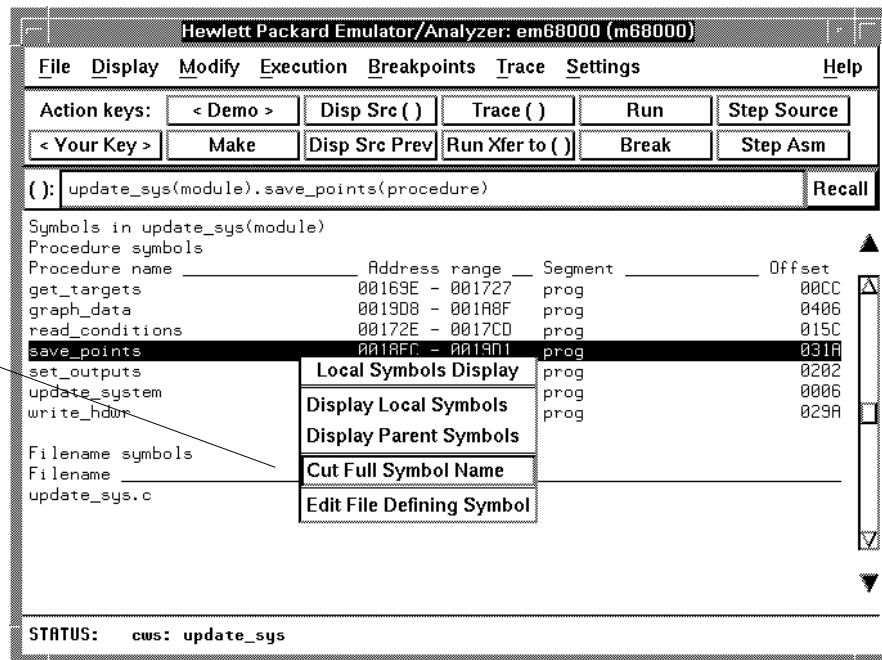 Hewlett Packard Emulator/Analyzer: em68000 (m68000)
File Display Modify Execution Breakpoints Trace Settings Help
Action keys: < Demo > Disp Src ( ) Trace ( ) Run Step Source
< Your Key > Make Disp Src Prev Run Xfer to ( ) Break Step Asm
( ): update_sys(module).save_points(procedure) Recall
Symbols in update_sys(module)
Procedure symbols
Procedure name ________________ Address range __ Segment ____________ Offset
get_targets 00169E - 001727 prog 00CC
graph_data 0019D8 - 001A8F prog 0406
read_conditions 00172E - 0017CD prog 015C
save_points 0018EC - 0019D1 prog 031A
set_outputs prog 0202
update_system prog 0006
write_hdwr prog 029A
Local Symbols Display
Display Local Symbols
Display Parent Symbols
Cut Full Symbol Name
Edit File Defining Symbol
Filename symbols
Filename ________________
update_sys.c
STATUS: cws: update_sys